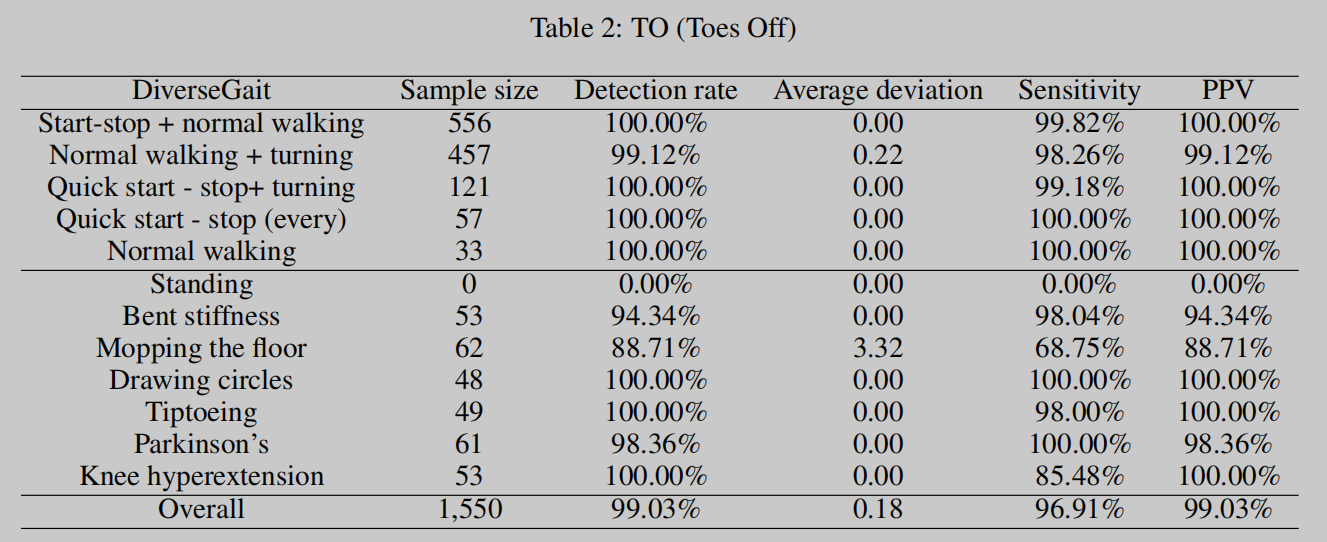 Table 2: TO (Toes Off)
DiverseGait Sample size Detection rate Average deviation Sensitivity PPV
Start-stop + normal walking 556 100.00% 0.00 99.82% 100.00%
Normal walking + turning 457 99.12% 0.22 98.26% 99.12%
Quick start - stop+ turning 121 100.00% 0.00 99.18% 100.00%
Quick start - stop (every) 57 100.00% 0.00 100.00% 100.00%
Normal walking 33 100.00% 0.00 100.00% 100.00%
Standing 0 0.00% 0.00 0.00% 0.00%
Bent stiffness 53 94.34% 0.00 98.04% 94.34%
Mopping the floor 62 88.71% 3.32 68.75% 88.71%
Drawing circles 48 100.00% 0.00 100.00% 100.00%
Tiptoeing 49 100.00% 0.00 98.00% 100.00%
Parkinson's 61 98.36% 0.00 100.00% 98.36%
Knee hyperextension 53 100.00% 0.00 85.48% 100.00%
Overall 1,550 99.03% 0.18 96.91% 99.03%